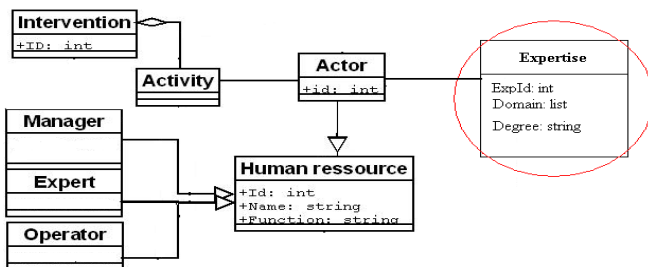 Intervention
+ID: int
Activity
Actor
+id: int
Expertise
ExpId: int
Domain: list
Degree: string
Manager
Expert
Operator
Human ressource
+Id: int
+Name: string
+Function: string